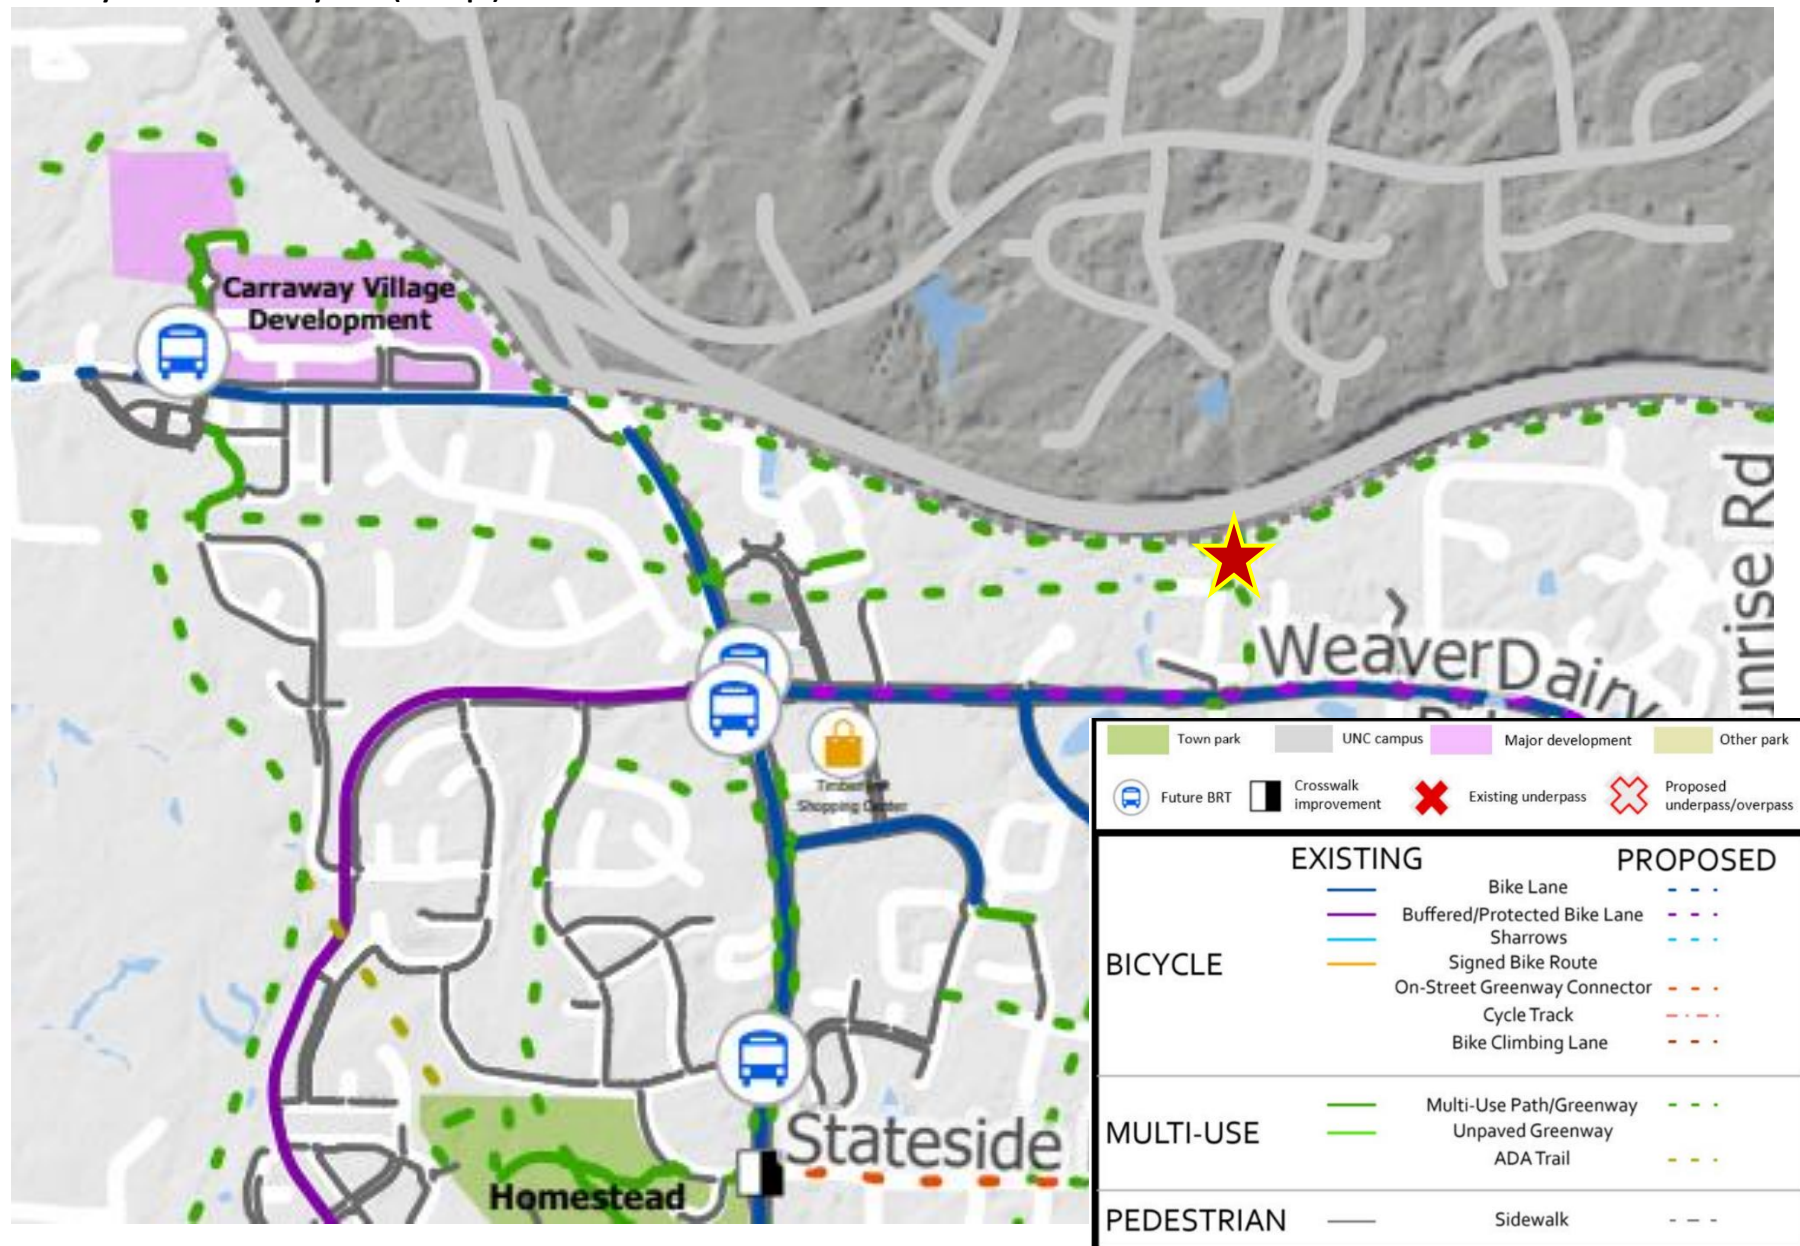 Carraway Village
Development
Sunrise Rd
WeaverDairy
Shopping Center
Stateside
Homestead
Town park
UNC campus
Major development
Other park
Future BRT
Crosswalk
improvement
Existing underpass
Proposed
underpass/overpass
EXISTING
PROPOSED
BICYCLE
Bike Lane
Buffered/Protected Bike Lane
Sharrows
Signed Bike Route
On-Street Greenway Connector
Cycle Track
Bike Climbing Lane
MULTI-USE
Multi-Use Path/Greenway
Unpaved Greenway
ADA Trail
PEDESTRIAN
Sidewalk